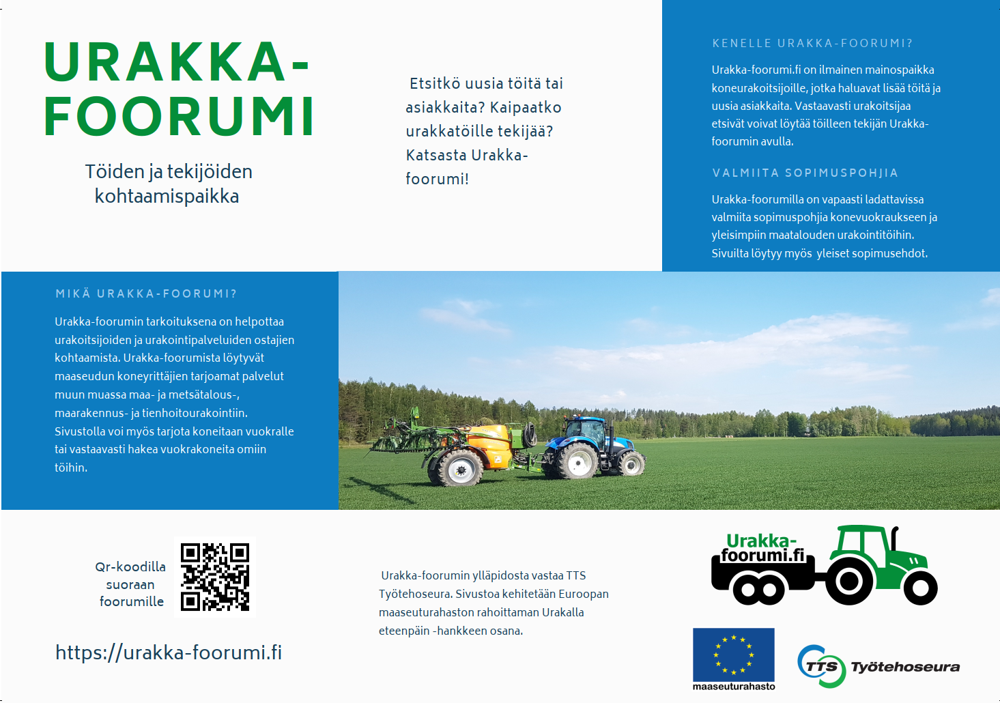 URAKKA-
FOORUMI
Töiden ja tekijöiden
kohtaamispaikka
Etsitkö uusia töitä tai
asiakkaita? Kaipaatko
urakkatöille tekijää?
Katsasta Urakka-
foorumi!
KENELLE URAKKA-FOORUMI?
Urakka-foorumi.fi on ilmainen mainospaikka
koneurakoitsijoille, jotka haluavat lisää töitä ja
uusia asiakkaita. Vastaavasti urakoitsijaa
etsivät voivat löytää töilleen tekijän Urakka-
foorumin avulla.
VALMIITA SOPIMUSPOHJIA
Urakka-foorumilla on vapaasti ladattavissa
valmiita sopimuspohjia konevuokraukseen ja
yleisimpiin maatalouden urakointitöihin.
Sivuilta löytyy myös yleiset sopimusehdot.
MIKÄ URAKKA-FOORUMI?
Urakka-foorumin tarkoituksena on helpottaa
urakoitsijoiden ja urakointipalveluiden ostajien
kohtaamista. Urakka-foorumista löytyvät
maaseudun koneyrittäjien tarjoamat palvelut
muun muassa maa- ja metsätalous-,
maarakennus- ja tienhoitourakointiin.
Sivustolla voi myös tarjota koneitaan vuokralle
tai vastaavasti hakea vuokrakoneita omiin
töihin.
Qr-koodilla
suoraan
foorumille
https://urakka-foorumi.fi
Urakka-foorumin ylläpidosta vastaa TTS
Työtehoseura. Sivustoa kehitetään Euroopan
maaseuturahaston rahoittaman Urakalla
eteenpäin -hankkeen osana.
Urakka-
foorumi.fi
maaseuturahasto
TTS Työtehoseura